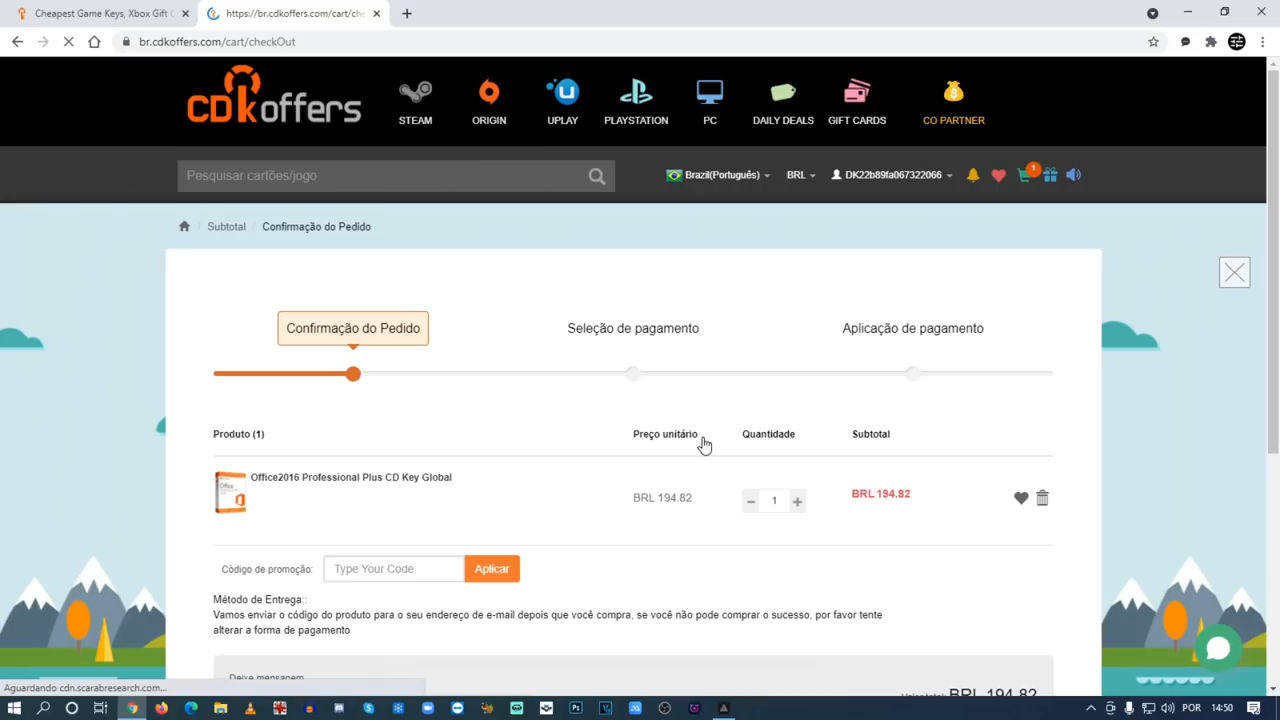 Cheapest Game Keys, Xbox Gift C
https://br.cdkoffers.com/cart/che
br.cdkoffers.com/cart/checkOut
CDKoffers
STEAM
ORIGIN
UPLAY
PLAYSTATION
PC
DAILY DEALS
GIFT CARDS
CO PARTNER
Pesquisar cartões/jogo
Brazil(Português)
BRL
DK22b89fa067322066
1
Subtotal
Confirmação do Pedido
Confirmação do Pedido
Seleção de pagamento
Aplicação de pagamento
Produto (1)
Preço unitário
Quantidade
Subtotal
Office2016 Professional Plus CD Key Global
BRL 194.82
1
BRL 194.82
Código de promoção:
Type Your Code.
Aplicar
Método de Entrega::
Vamos enviar o código do produto para o seu endereço de e-mail depois que você compra, se você não pode comprar o sucesso, por favor tente
alterar a forma de pagamento
Deixe mensagem
Valor total: BRL 194.82
Aguardando cdn.scarabresearch.com...
POR
14:50